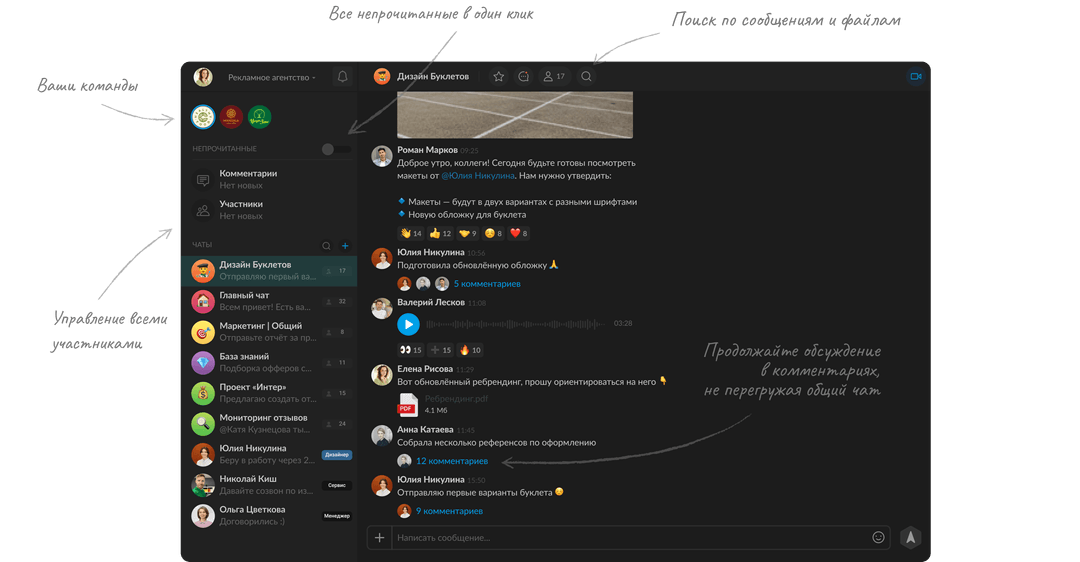 Все непрочитанные в один клик
Поиск по сообщениям и файлам
Ваши команды
Управление всеми
участниками
Рекламное агентство
НЕПРОЧИТАННЫЕ
Комментарии
Нет новых
Участники
Нет новых
ЧАТЫ
Дизайн Буклетов
Отправляю первый ва...
17
Главный чат
Всем привет! Есть ва...
32
Маркетинг | Общий
Отправьте отчёт за пр...
8
База знаний
Подборка офферов с...
11
Проект «Интер»
Предлагаю создать от...
15
Мониторинг отзывов
@Катя Кузнецова ты...
24
Юлия Никулина
Беру в работу через 2...
Дизайнер
Николай Киш
Давайте созвон по из...
Сервис
Ольга Цветкова
Договорились ;)
Менеджер
Дизайн Буклетов
17
Роман Марков 09:25
Доброе утро, коллеги! Сегодня будьте готовы посмотреть
макеты от @Юлия Никулина. Нам нужно утвердить:
Макеты — будут в двух вариантах с разными шрифтами
Новую обложку для буклета
14 12 9 8 8
Юлия Никулина 10:56
Подготовила обновлённую обложку
5 комментариев
Валерий Лесков 11:08
03:28
15 15 10
Елена Рисова 11:29
Вот обновлённый ребрендинг, прошу ориентироваться на него
PDF
Ребрендинг.pdf
4.1 Мб
Анна Катаева 11:45
Собрала несколько референсов по оформлению
12 комментариев
Юлия Никулина 15:50
Отправляю первые варианты буклета
9 комментариев
Написать сообщение...
Продолжайте обсуждение
в комментариях,
не перегружая общий чат